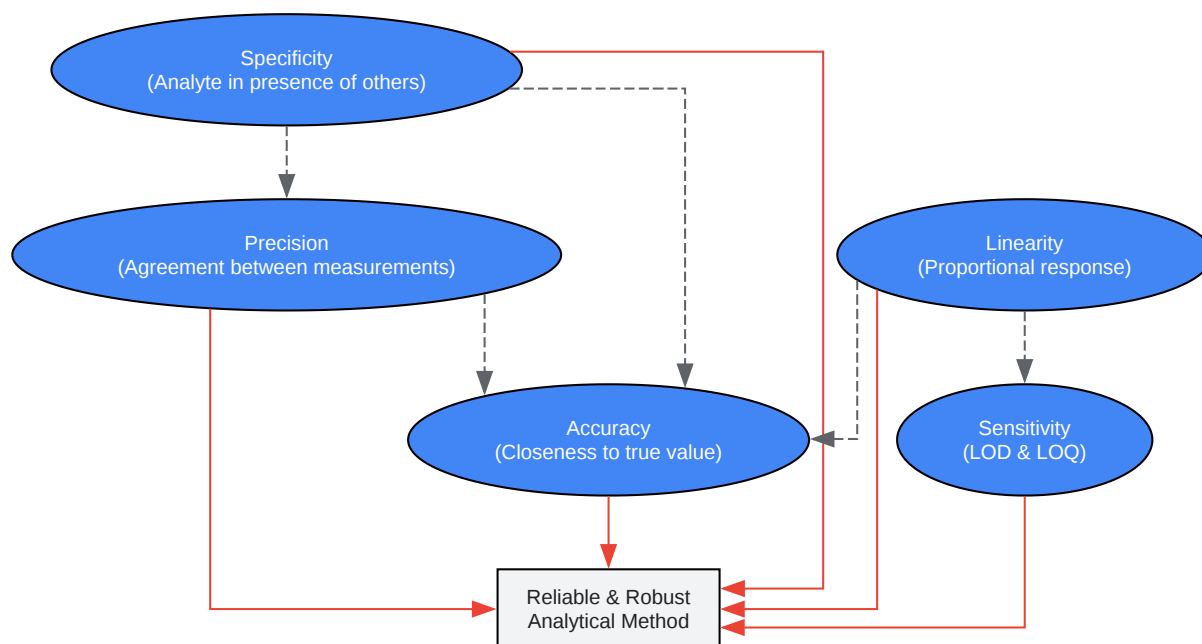 Specificity
(Analyte in presence of others)
Precision
(Agreement between measurements)
Linearity
(Proportional response)
Accuracy
(Closeness to true value)
Sensitivity
(LOD & LOQ)
Reliable & Robust
Analytical Method